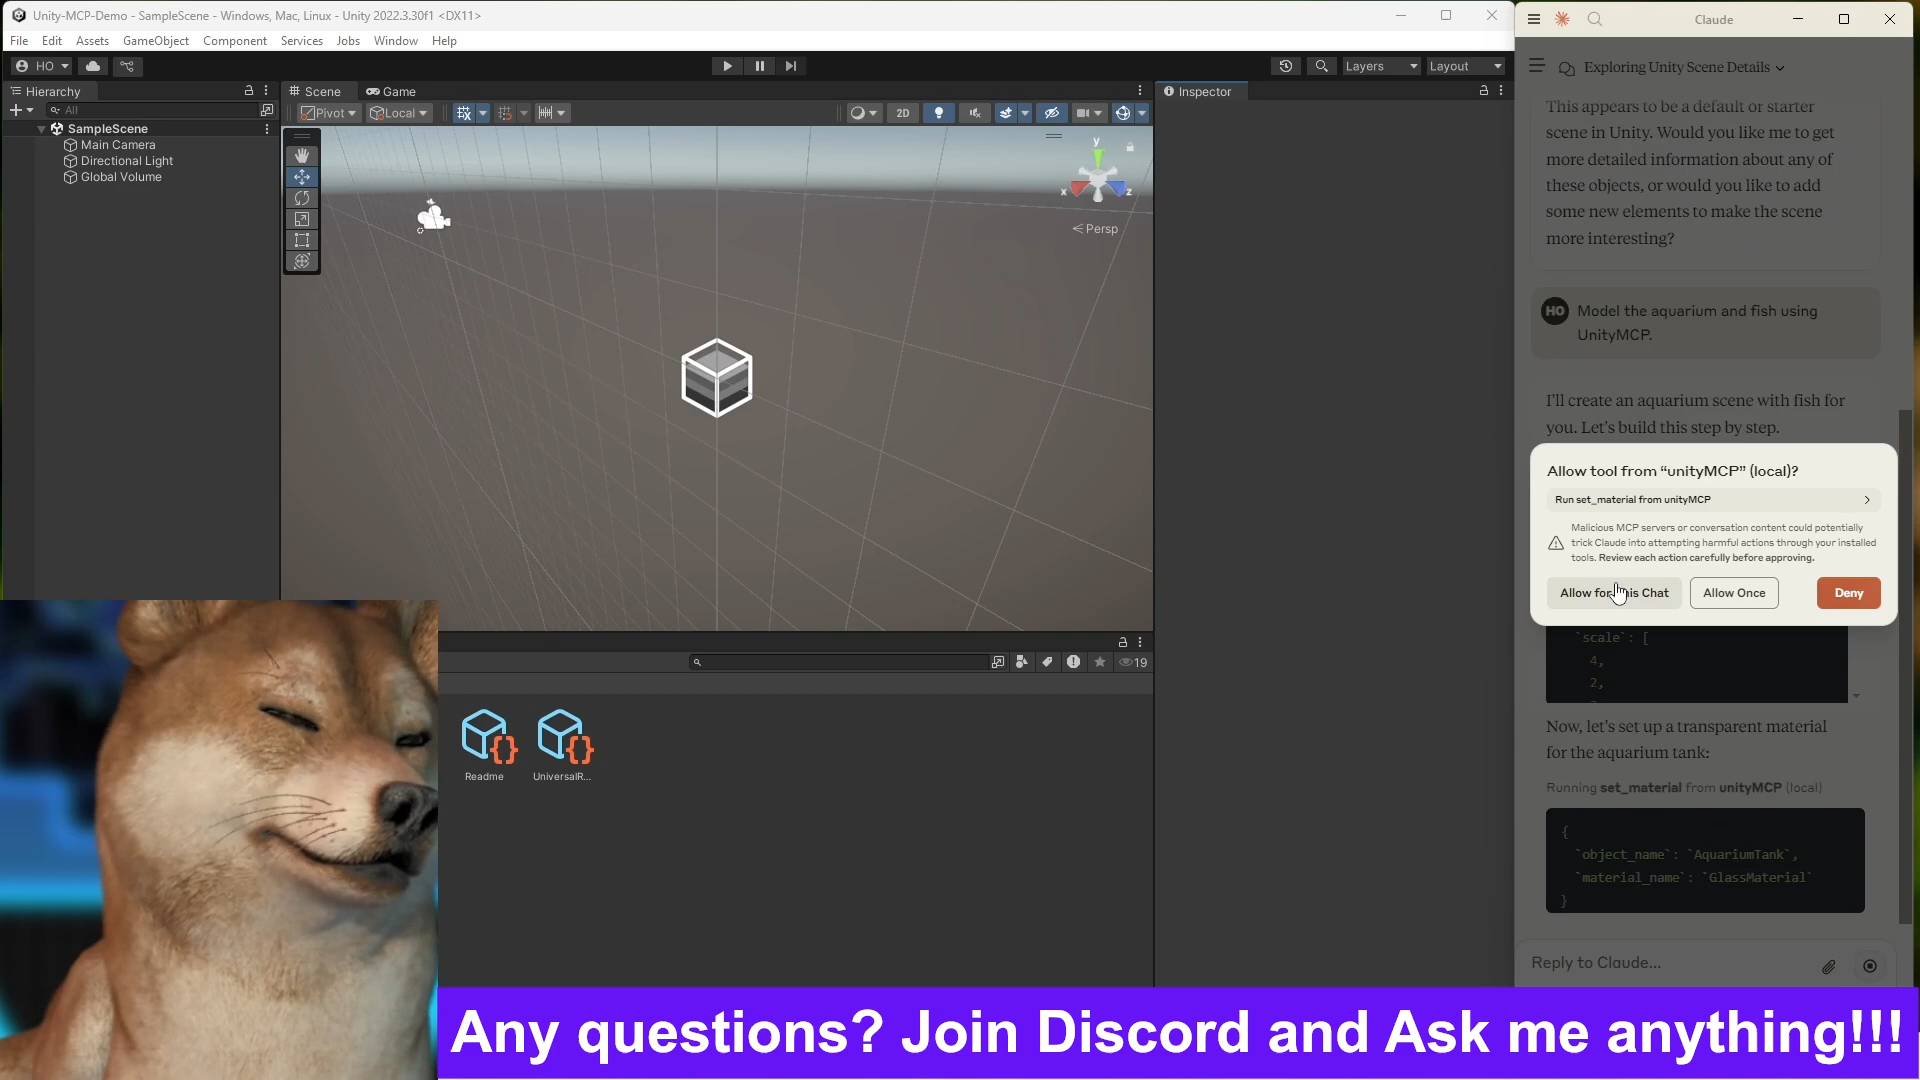 Unity-MCP-Demo - SampleScene - Windows, Mac, Linux - Unity 2022.3.30f1 <DX11>
File Edit Assets GameObject Component Services Jobs Window Help
HO
Layers
Layout
Hierarchy
All
SampleScene
Main Camera
Directional Light
Global Volume
Scene
Game
Pivot
Local
2D
y
x
z
Persp
19
Readme
UniversalR...
Inspector
Claude
Exploring Unity Scene Details
This appears to be a default or starter
scene in Unity. Would you like me to get
more detailed information about any of
these objects, or would you like to add
some new elements to make the scene
more interesting?
HO
Model the aquarium and fish using
UnityMCP.
I'll create an aquarium scene with fish for
you. Let's build this step by step.
Allow tool from “unityMCP” (local)?
Run set_material from unityMCP
Malicious MCP servers or conversation content could potentially
trick Claude into attempting harmful actions through your installed
tools. Review each action carefully before approving.
Allow for this Chat
Allow Once
Deny
`scale`: [
4,
2,
Now, let's set up a transparent material
for the aquarium tank:
Running set_material from unityMCP (local)
{
`object_name`: `AquariumTank`,
`material_name`: `GlassMaterial`
}
Reply to Claude...
Any questions? Join Discord and Ask me anything!!!